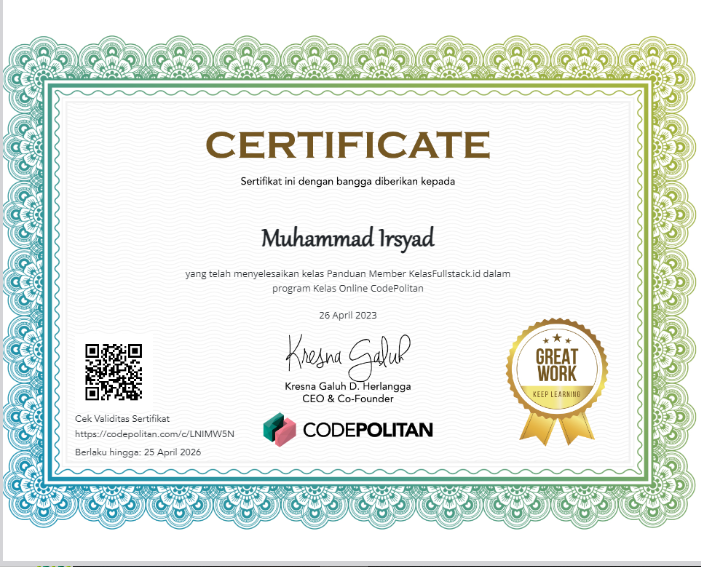 CERTIFICATE
Sertifikat ini dengan bangga diberikan kepada
Muhammad Irsyad
yang telah menyelesaikan kelas Panduan Member KelasFullstack.id dalam
program Kelas Online CodePolitan
26 April 2023
Kresna Galuh
Kresna Galuh D. Herlangga
CEO & Co-Founder
CODEPOLITAN
GREAT
WORK
KEEP LEARNING
Cek Validitas Sertifikat
https://codepolitan.com/c/LNIMW5N
Berlaku hingga: 25 April 2026